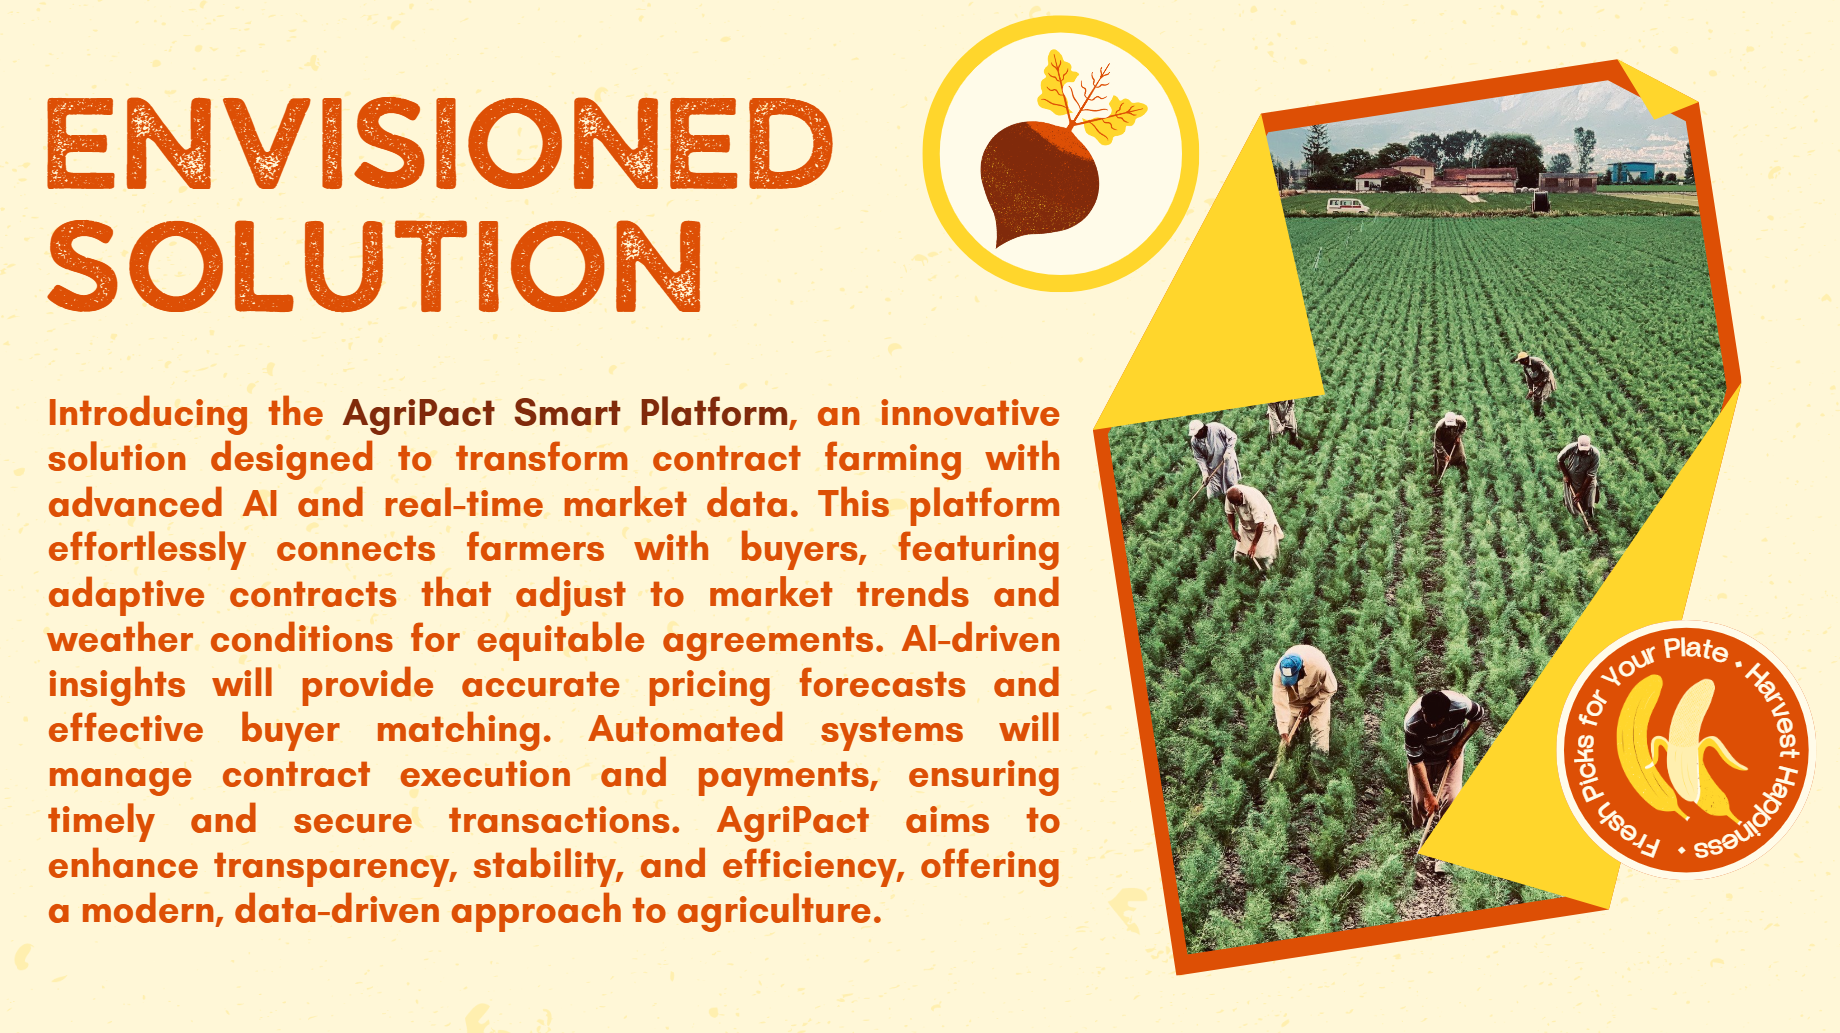 ENVISIONED
SOLUTION
Introducing the AgriPact Smart Platform, an innovative
solution designed to transform contract farming with
advanced AI and real-time market data. This platform
effortlessly connects farmers with buyers, featuring
adaptive contracts that adjust to market trends and
weather conditions for equitable agreements. AI-driven
insights will provide accurate pricing forecasts and
effective buyer matching. Automated systems will
manage contract execution and payments, ensuring
timely and secure transactions. AgriPact aims to
enhance transparency, stability, and efficiency, offering
a modern, data-driven approach to agriculture.
Fresh Picks for Your Plate • Harvest Happiness •